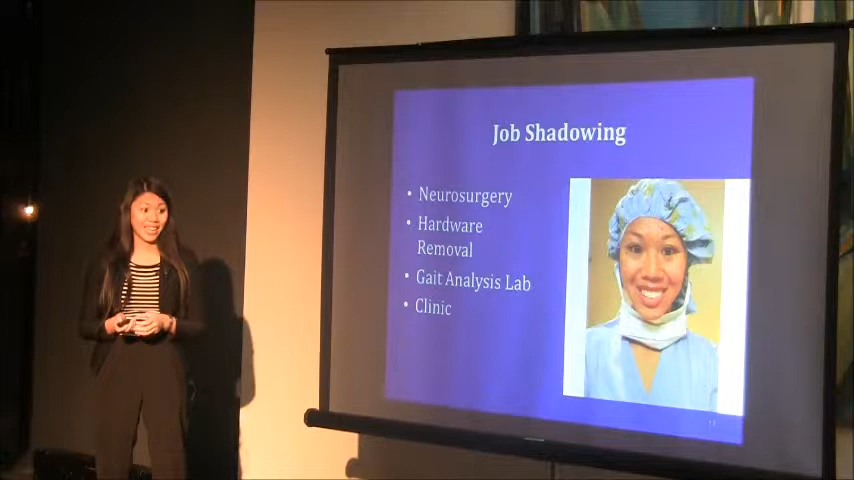 Job Shadowing
• Neurosurgery
• Hardware
Removal
• Gait Analysis Lab
• Clinic